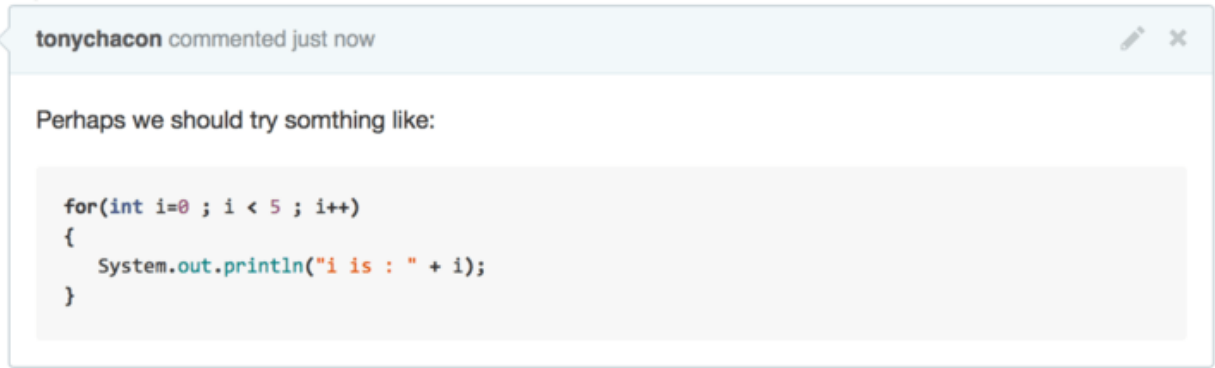 tonychacon commented just now
Perhaps we should try somthing like:
for(int i=0 ; i < 5 ; i++)
{
   System.out.println("i is : " + i);
}